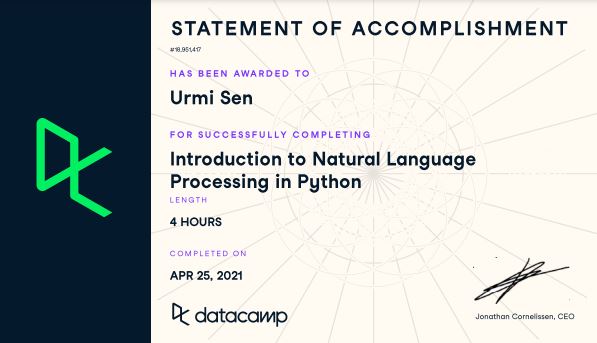 STATEMENT OF ACCOMPLISHMENT
#18,951,417
HAS BEEN AWARDED TO
Urmi Sen
FOR SUCCESSFULLY COMPLETING
Introduction to Natural Language
Processing in Python
LENGTH
4 HOURS
COMPLETED ON
APR 25, 2021
datacamp
Jonathan Cornelissen, CEO